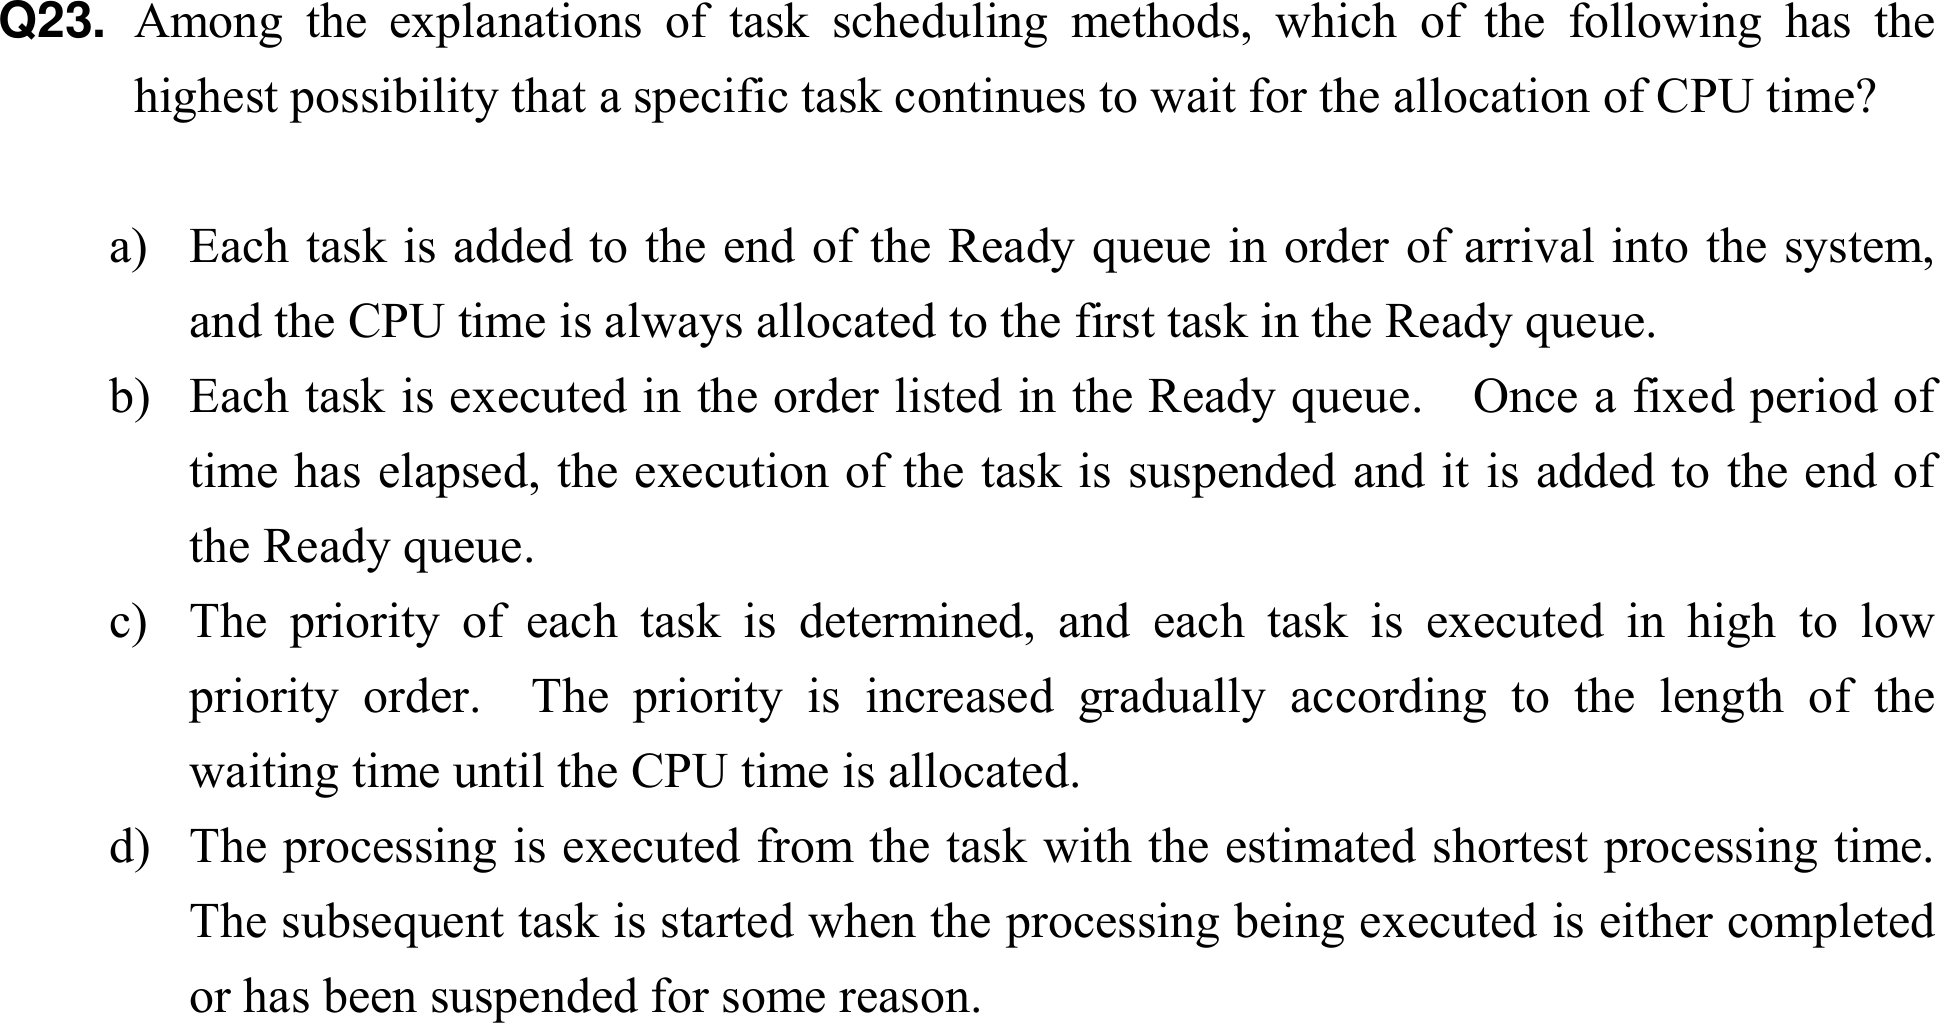 Q23. Among the explanations of task scheduling methods, which of the following has the
highest possibility that a specific task continues to wait for the allocation of CPU time?
a) Each task is added to the end of the Ready queue in order of arrival into the system,
and the CPU time is always allocated to the first task in the Ready queue.
b) Each task is executed in the order listed in the Ready queue. Once a fixed period of
time has elapsed, the execution of the task is suspended and it is added to the end of
the Ready queue.
c) The priority of each task is determined, and each task is executed in high to low
priority order. The priority is increased gradually according to the length of the
waiting time until the CPU time is allocated.
d) The processing is executed from the task with the estimated shortest processing time.
The subsequent task is started when the processing being executed is either completed
or has been suspended for some reason.